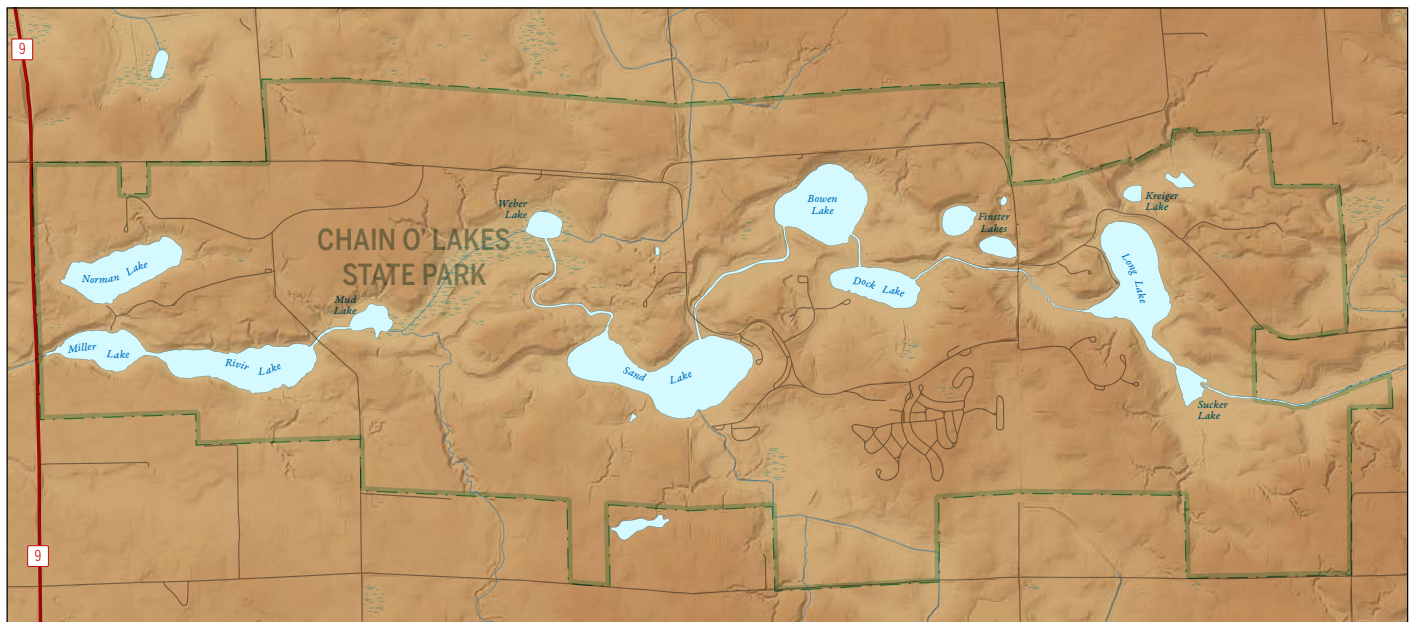 9
Bowen
Lake
Kreiger
Lake
Weber
Lake
Finster
Lakes
CHAIN O' LAKES
STATE PARK
Norman Lake
Long Lake
Dock Lake
Mud
Lake
Miller Lake
Rivir Lake
Sand Lake
Sucker
Lake
9